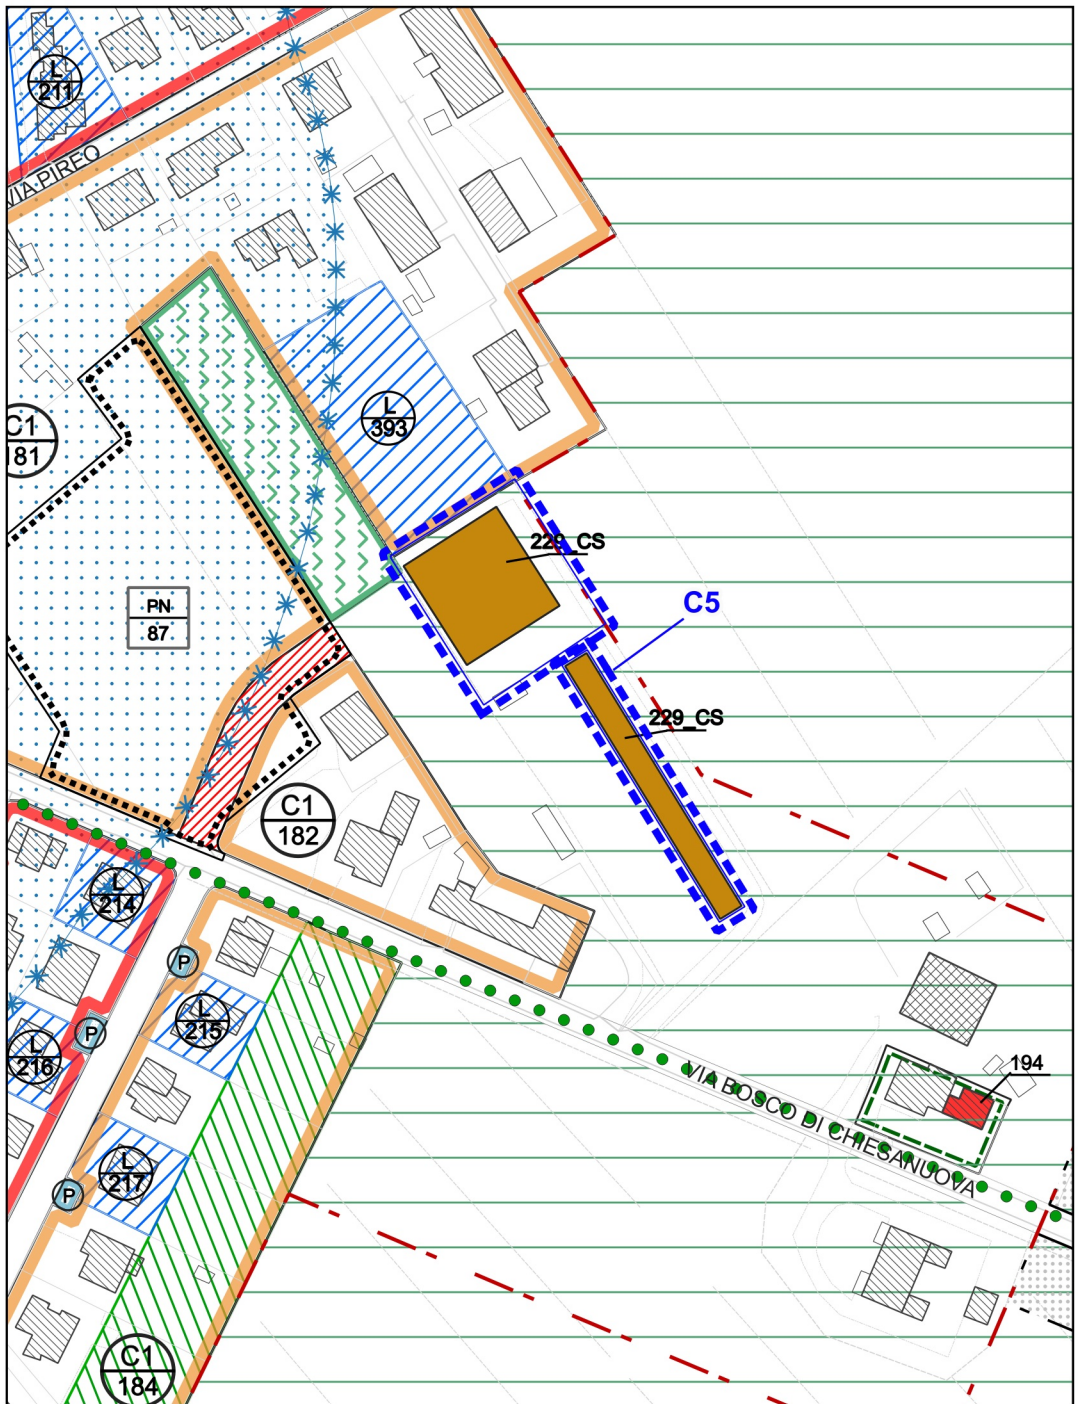 L
211
VIA PIREO
L
393
C1
181
229_CS
C5
PN
87
229_CS
C1
182
L
214
P
L
215
P
L
216
194
VIA BOSCO DI CHIESANUOVA
L
217
P
C1
184